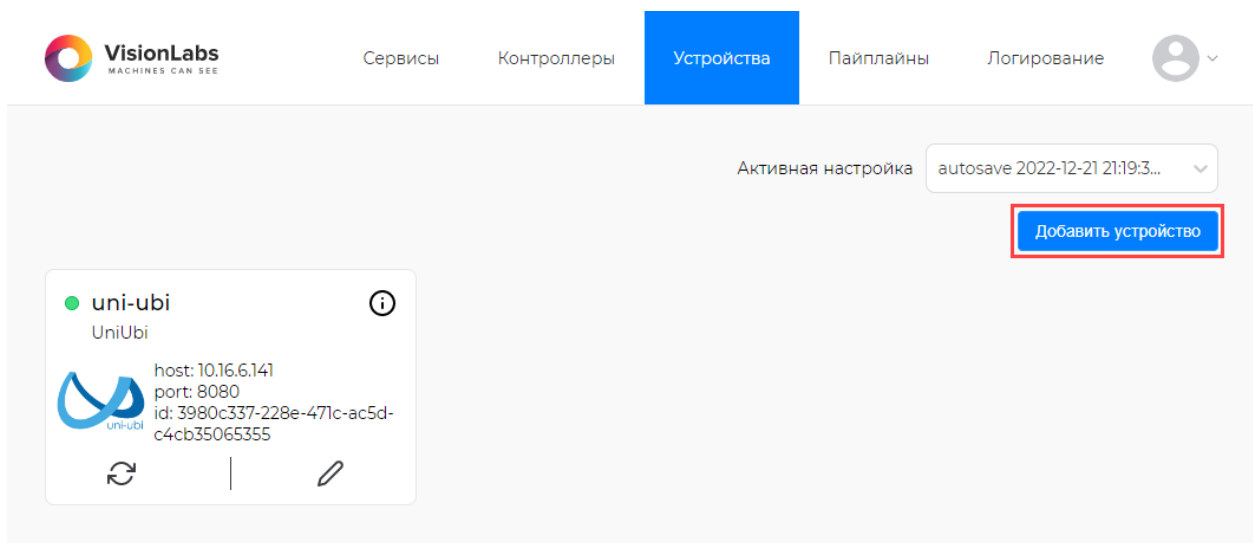 VisionLabs
MACHINES CAN SEE
Сервисы
Контроллеры
Устройства
Пайплайны
Логирование
Активная настройка
autosave 2022-12-21 21:19:3...
Добавить устройство
uni-ubi
UniUbi
host: 10.16.6.141
port: 8080
id: 3980c337-228e-471c-ac5d-
c4cb35065355
uni-ubi